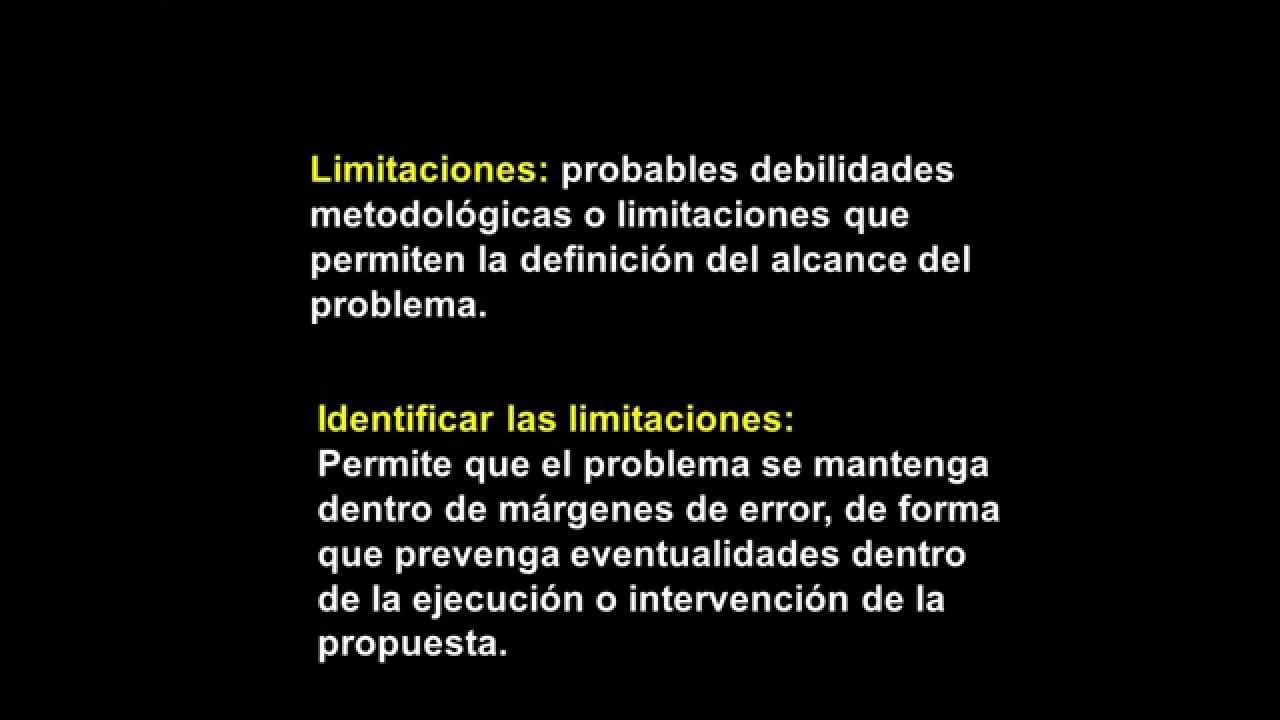 Limitaciones: probables debilidades
metodológicas o limitaciones que
permiten la definición del alcance del
problema.
Identificar las limitaciones:
Permite que el problema se mantenga
dentro de márgenes de error, de forma
que prevenga eventualidades dentro
de la ejecución o intervención de la
propuesta.